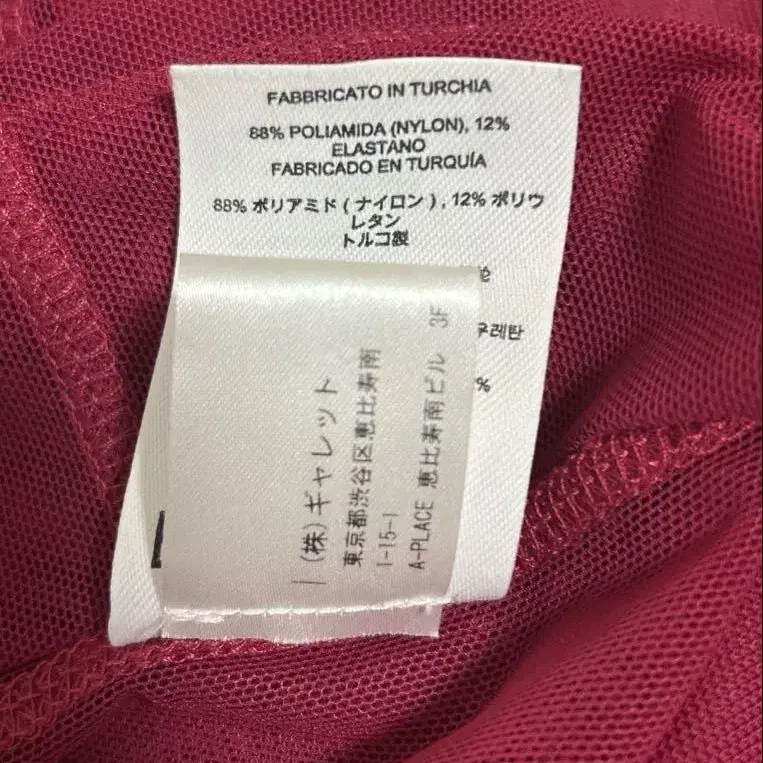 FABBRICATO IN TURCHIA
88% POLIAMIDA (NYLON), 12%
ELASTANO
FABRICADO EN TURQUÍA
88% ポリアミド ( ナイロン ) , 12% ポリウ
レタン
トルコ製
우레탄
%
(株)ギャレット
東京都渋谷区恵比寿南
1-15-1
A-PLACE 恵比寿南ビル 3F